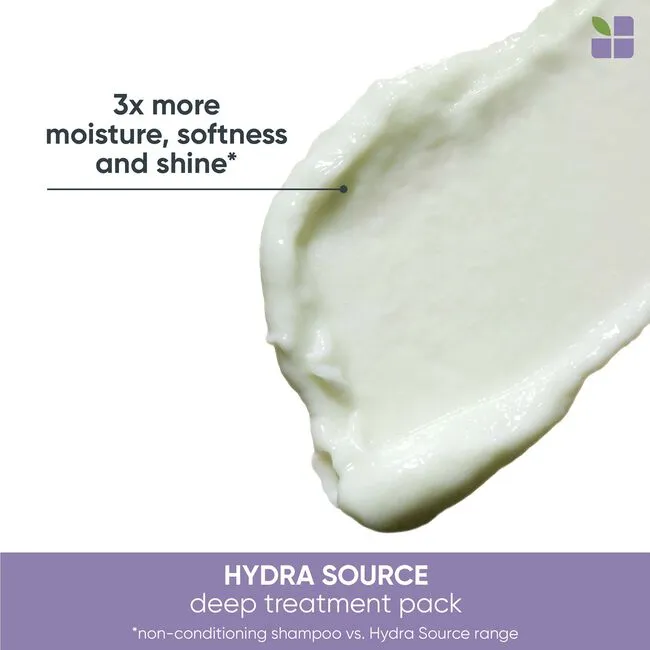 3x more
moisture, softness
and shine*
HYDRA SOURCE
deep treatment pack
*non-conditioning shampoo vs. Hydra Source range